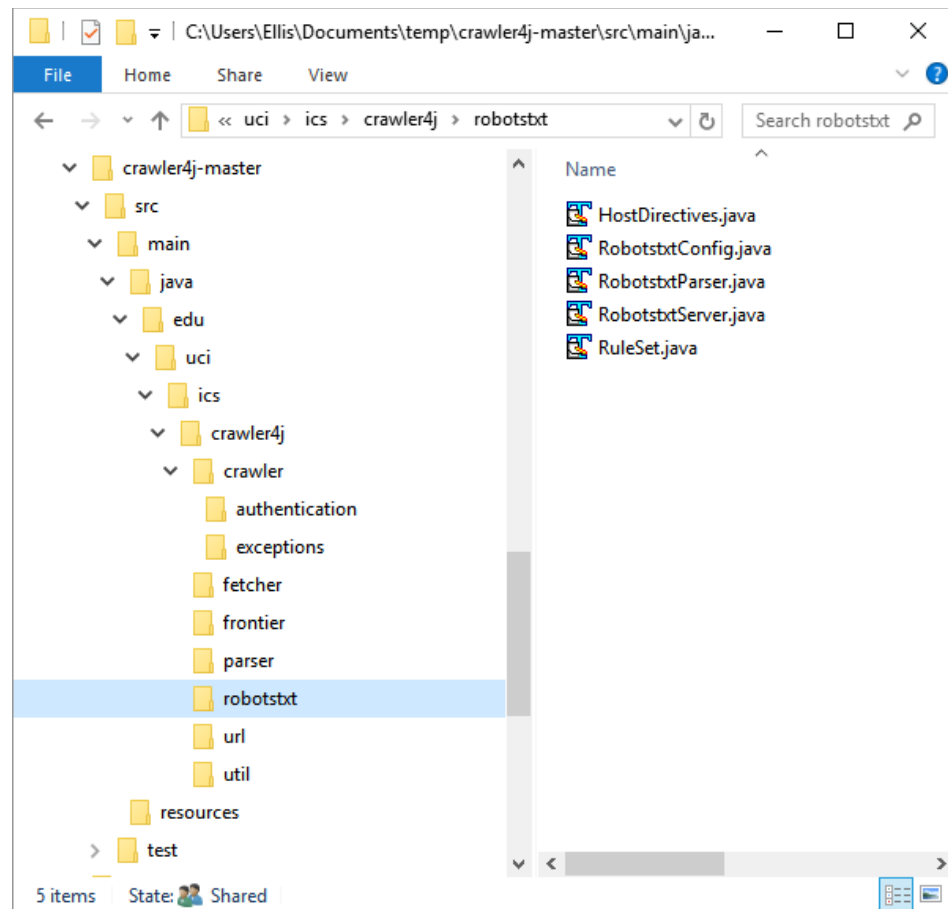 C:\Users\Ellis\Documents\temp\crawler4j-master\src\main\ja...
File Home Share View
« uci › ics › crawler4j › robotstxt Search robotstxt
crawler4j-master
src
main
java
edu
uci
ics
crawler4j
crawler
authentication
exceptions
fetcher
frontier
parser
robotstxt
url
util
resources
test
Name
HostDirectives.java
RobotstxtConfig.java
RobotstxtParser.java
RobotstxtServer.java
RuleSet.java
5 items State: Shared